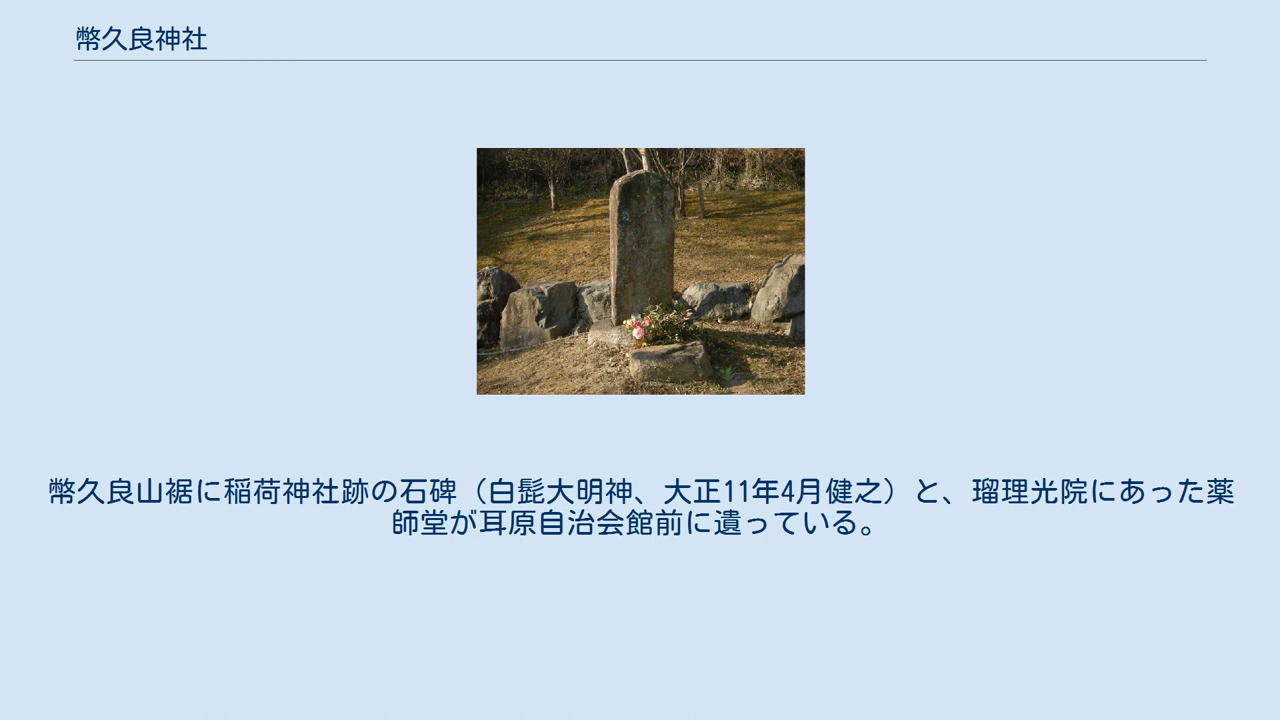 幣久良神社
幣久良山裾に稲荷神社跡の石碑（白髭大明神、大正11年4月健之）と、瑠理光院にあった薬
師堂が耳原自治会館前に遺っている。